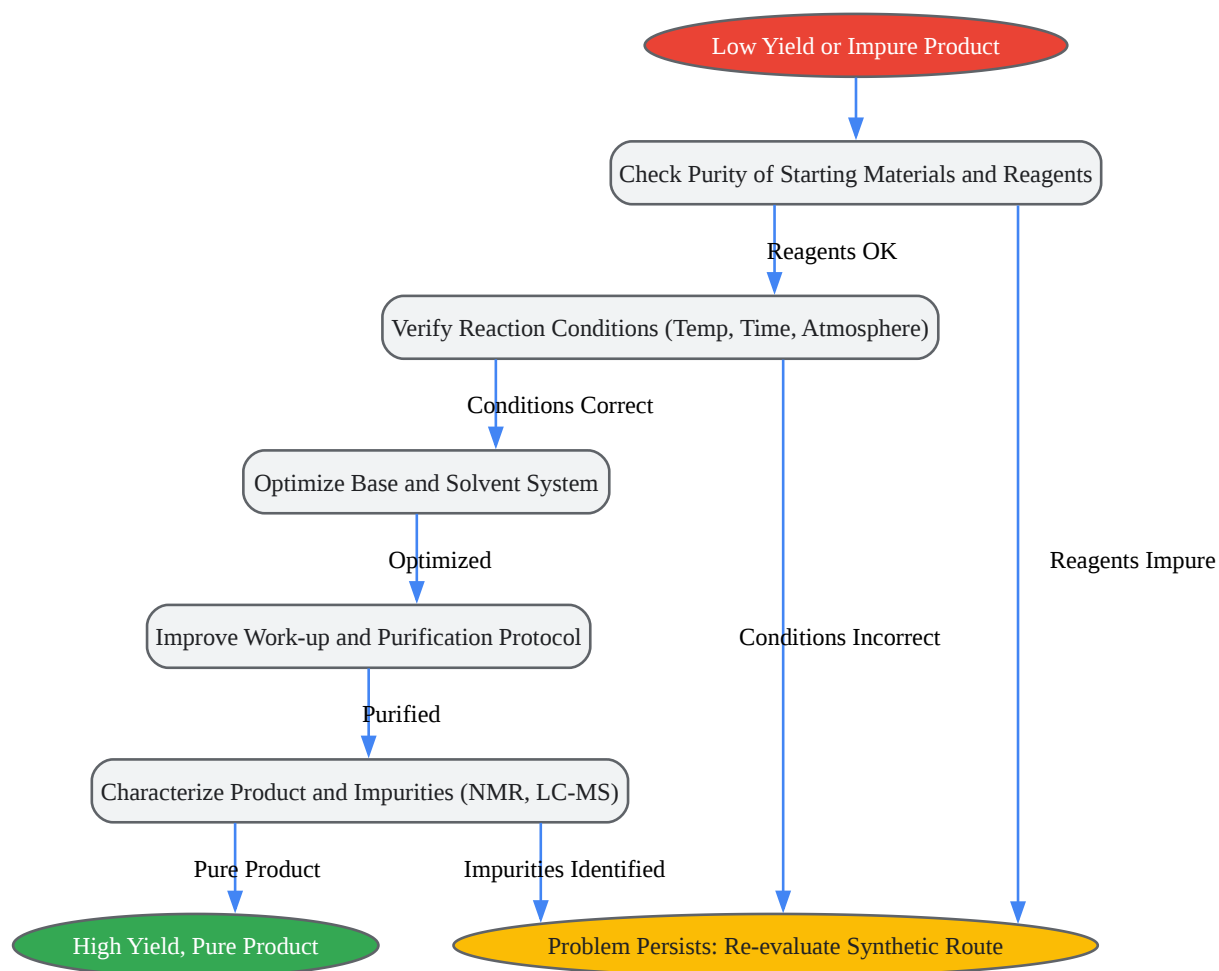 Low Yield or Impure Product
Check Purity of Starting Materials and Reagents
Reagents OK
Verify Reaction Conditions (Temp, Time, Atmosphere)
Conditions Correct
Optimize Base and Solvent System
Optimized
Reagents Impure
Improve Work-up and Purification Protocol
Conditions Incorrect
Purified
Characterize Product and Impurities (NMR, LC-MS)
Pure Product
Impurities Identified
High Yield, Pure Product
Problem Persists: Re-evaluate Synthetic Route